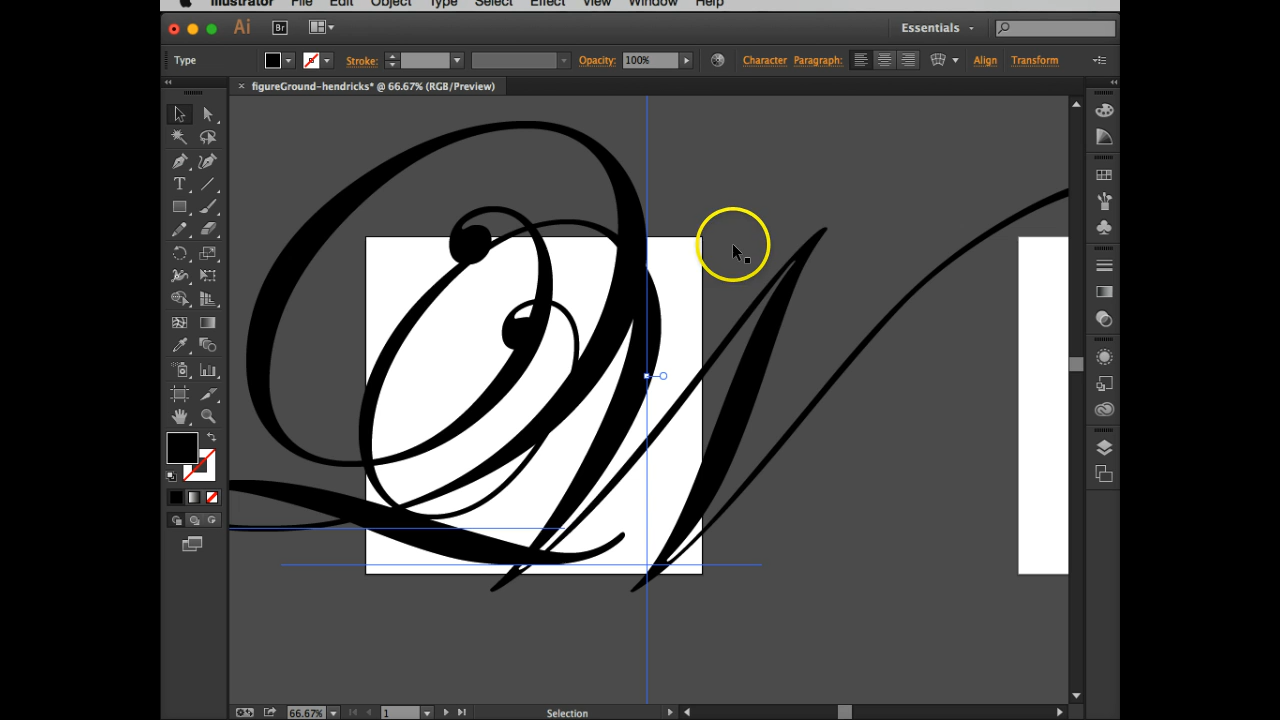 Illustrator File Edit Object Type Select Effect View Window Help
Ai Br Essentials
Type Stroke: Opacity: 100% Character Paragraph: Align Transform
× figureGround-hendricks* @ 66.67% (RGB/Preview)
T
W
66.67% 1 Selection